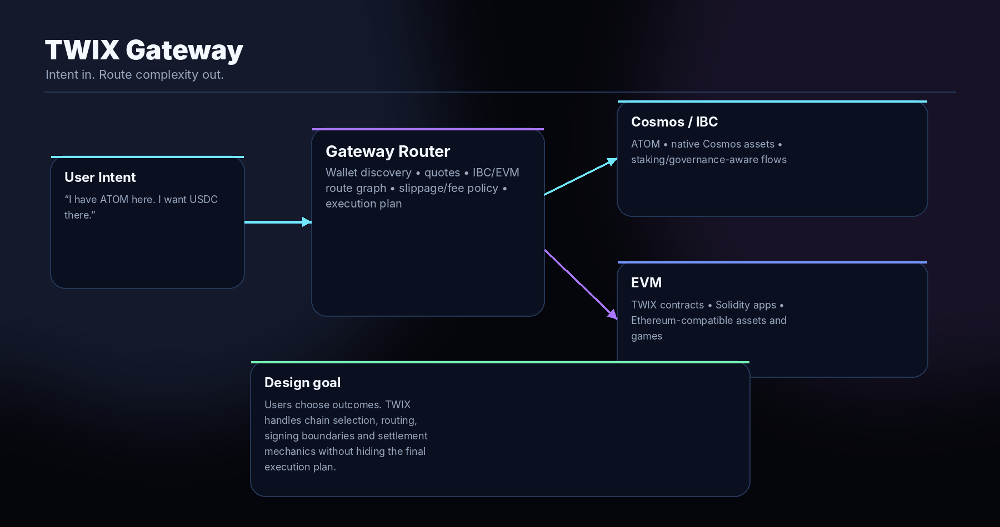 TWIX Gateway
Intent in. Route complexity out.
User Intent
“I have ATOM here. I want USDC
there.”
Gateway Router
Wallet discovery • quotes • IBC/EVM
route graph • slippage/fee policy •
execution plan
Cosmos / IBC
ATOM • native Cosmos assets •
staking/governance-aware flows
EVM
TWIX contracts • Solidity apps •
Ethereum-compatible assets and
games
Design goal
Users choose outcomes. TWIX
handles chain selection, routing,
signing boundaries and settlement
mechanics without hiding the final
execution plan.